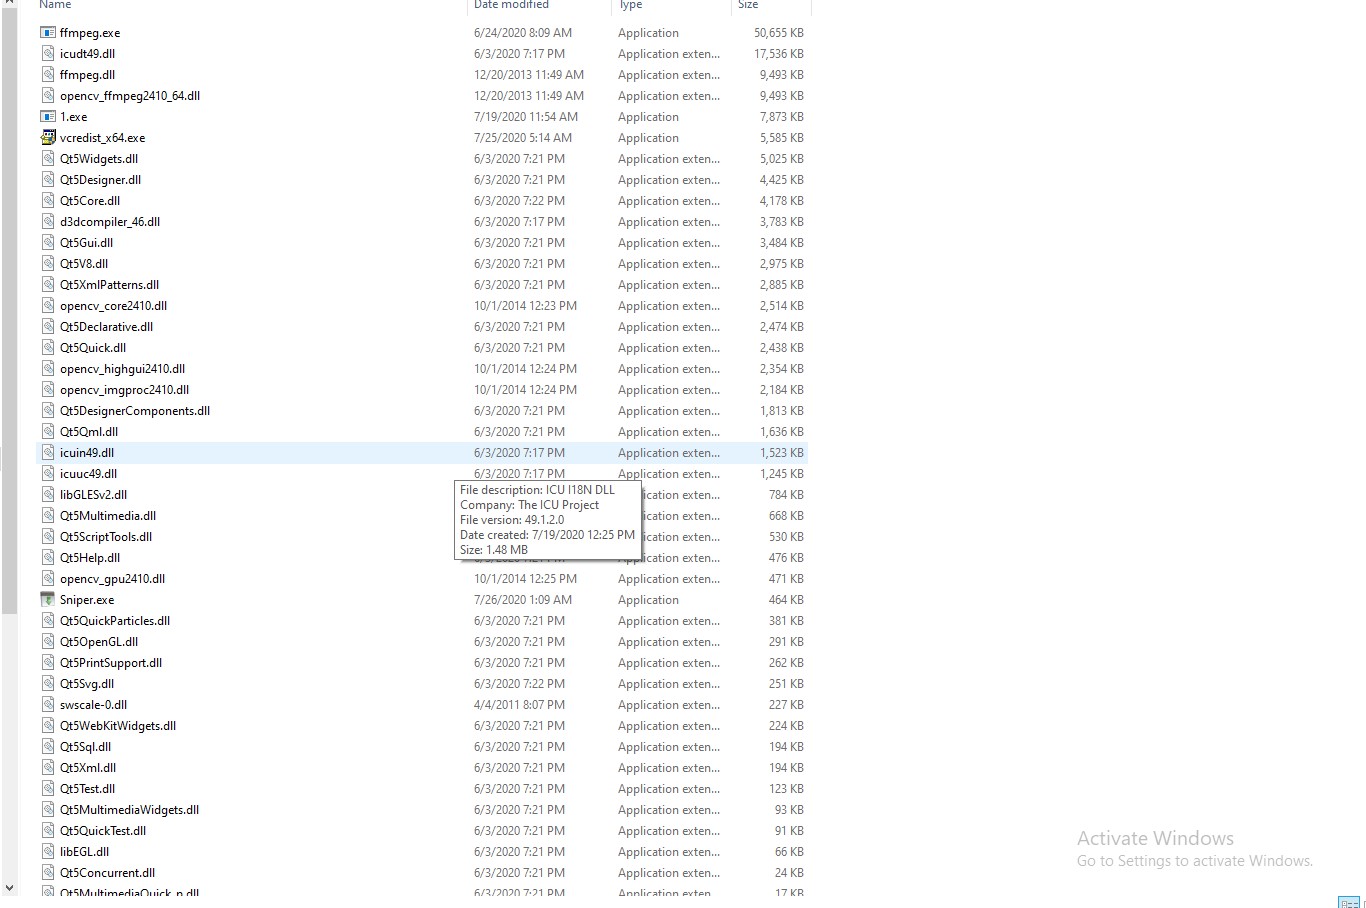 Name Date modified Type Size
ffmpeg.exe 6/24/2020 8:09 AM Application 50,655 KB
icudt49.dll 6/3/2020 7:17 PM Application exten... 17,536 KB
ffmpeg.dll 12/20/2013 11:49 AM Application exten... 9,493 KB
opencv_ffmpeg2410_64.dll 12/20/2013 11:49 AM Application exten... 9,493 KB
1.exe 7/19/2020 11:54 AM Application 7,873 KB
vcredist_x64.exe 7/25/2020 5:14 AM Application 5,585 KB
Qt5Widgets.dll 6/3/2020 7:21 PM Application exten... 5,025 KB
Qt5Designer.dll 6/3/2020 7:21 PM Application exten... 4,425 KB
Qt5Core.dll 6/3/2020 7:22 PM Application exten... 4,178 KB
d3dcompiler_46.dll 6/3/2020 7:17 PM Application exten... 3,783 KB
Qt5Gui.dll 6/3/2020 7:21 PM Application exten... 3,484 KB
Qt5V8.dll 6/3/2020 7:21 PM Application exten... 2,975 KB
Qt5XmlPatterns.dll 6/3/2020 7:21 PM Application exten... 2,885 KB
opencv_core2410.dll 10/1/2014 12:23 PM Application exten... 2,514 KB
Qt5Declarative.dll 6/3/2020 7:21 PM Application exten... 2,474 KB
Qt5Quick.dll 6/3/2020 7:21 PM Application exten... 2,438 KB
opencv_highgui2410.dll 10/1/2014 12:24 PM Application exten... 2,354 KB
opencv_imgproc2410.dll 10/1/2014 12:24 PM Application exten... 2,184 KB
Qt5DesignerComponents.dll 6/3/2020 7:21 PM Application exten... 1,813 KB
Qt5Qml.dll 6/3/2020 7:21 PM Application exten... 1,636 KB
icuin49.dll 6/3/2020 7:17 PM Application exten... 1,523 KB
icuuc49.dll 6/3/2020 7:17 PM Application exten... 1,245 KB
File description: ICU I18N DLL
Company: The ICU Project
File version: 49.1.2.0
Date created: 7/19/2020 12:25 PM
Size: 1.48 MB
libGLESv2.dll ication exten... 784 KB
Qt5Multimedia.dll ication exten... 668 KB
Qt5ScriptTools.dll ication exten... 530 KB
Qt5Help.dll ication exten... 476 KB
opencv_gpu2410.dll 10/1/2014 12:25 PM Application exten... 471 KB
Sniper.exe 7/26/2020 1:09 AM Application 464 KB
Qt5QuickParticles.dll 6/3/2020 7:21 PM Application exten... 381 KB
Qt5OpenGL.dll 6/3/2020 7:21 PM Application exten... 291 KB
Qt5PrintSupport.dll 6/3/2020 7:21 PM Application exten... 262 KB
Qt5Svg.dll 6/3/2020 7:22 PM Application exten... 251 KB
swscale-0.dll 4/4/2011 8:07 PM Application exten... 227 KB
Qt5WebKitWidgets.dll 6/3/2020 7:21 PM Application exten... 224 KB
Qt5Sql.dll 6/3/2020 7:21 PM Application exten... 194 KB
Qt5Xml.dll 6/3/2020 7:21 PM Application exten... 194 KB
Qt5Test.dll 6/3/2020 7:21 PM Application exten... 123 KB
Qt5MultimediaWidgets.dll 6/3/2020 7:21 PM Application exten... 93 KB
Qt5QuickTest.dll 6/3/2020 7:21 PM Application exten... 91 KB
libEGL.dll 6/3/2020 7:21 PM Application exten... 66 KB
Qt5Concurrent.dll 6/3/2020 7:21 PM Application exten... 24 KB
Qt5MultimediaQuick_p.dll 6/3/2020 7:21 PM Application exten... 17 KB
Activate Windows
Go to Settings to activate Windows.